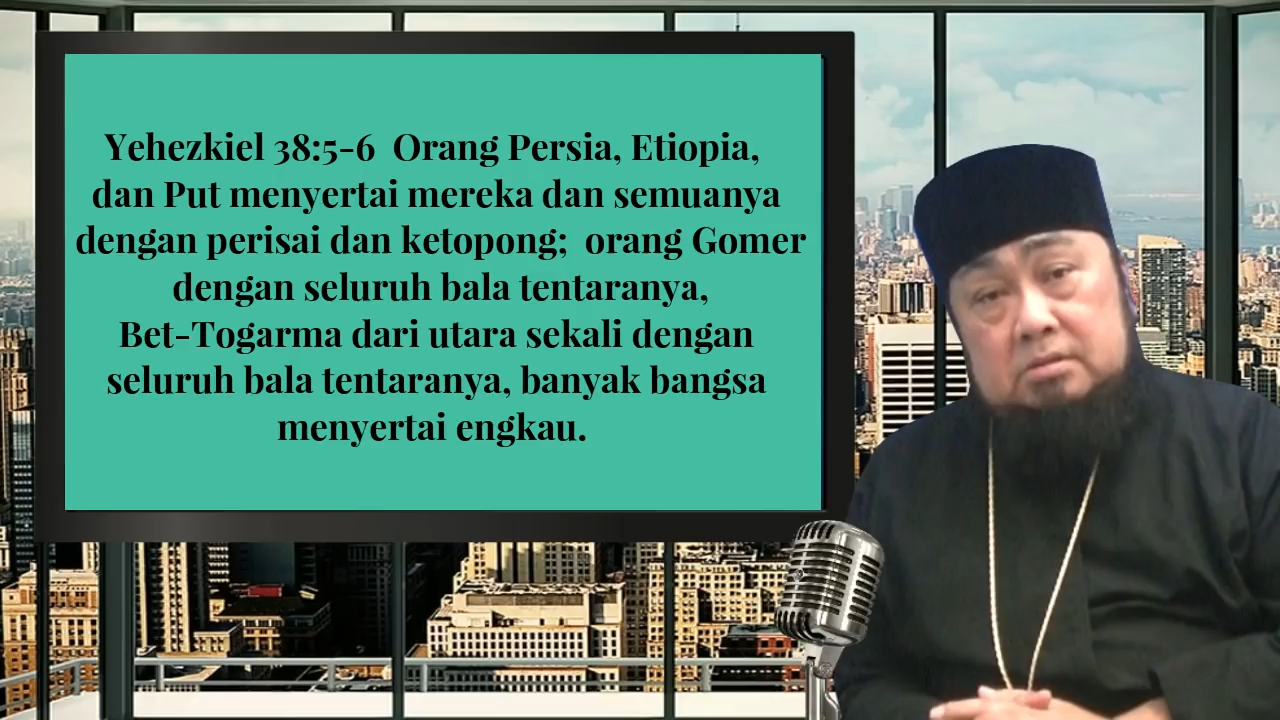 Yehezkiel 38:5-6 Orang Persia, Etiopia,
dan Put menyertai mereka dan semuanya
dengan perisai dan ketopong; orang Gomer
dengan seluruh bala tentaranya,
Bet-Togarma dari utara sekali dengan
seluruh bala tentaranya, banyak bangsa
menyertai engkau.